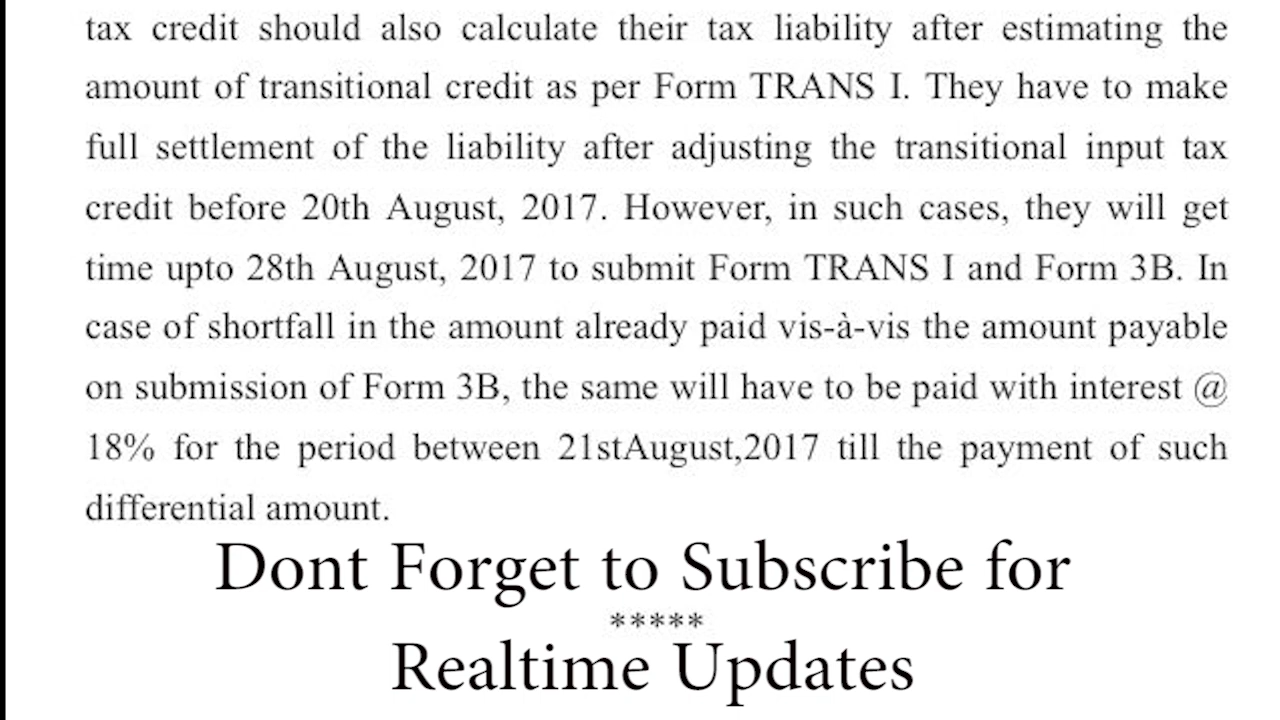 tax credit should also calculate their tax liability after estimating the
amount of transitional credit as per Form TRANS I. They have to make
full settlement of the liability after adjusting the transitional input tax
credit before 20th August, 2017. However, in such cases, they will get
time upto 28th August, 2017 to submit Form TRANS I and Form 3B. In
case of shortfall in the amount already paid vis-à-vis the amount payable
on submission of Form 3B, the same will have to be paid with interest @
18% for the period between 21stAugust,2017 till the payment of such
differential amount.
Dont Forget to Subscribe for
*****
Realtime Updates